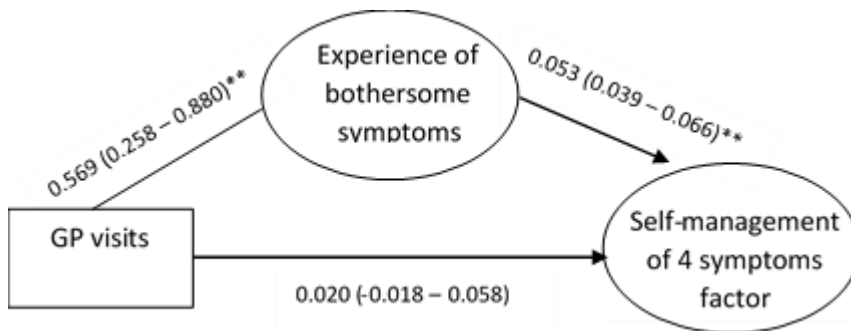 Experience of
bothersome
symptoms
0.569 (0.258 – 0.880)**
0.053 (0.039 – 0.066)**
GP visits
Self-management
of 4 symptoms
factor
0.020 (-0.018 – 0.058)